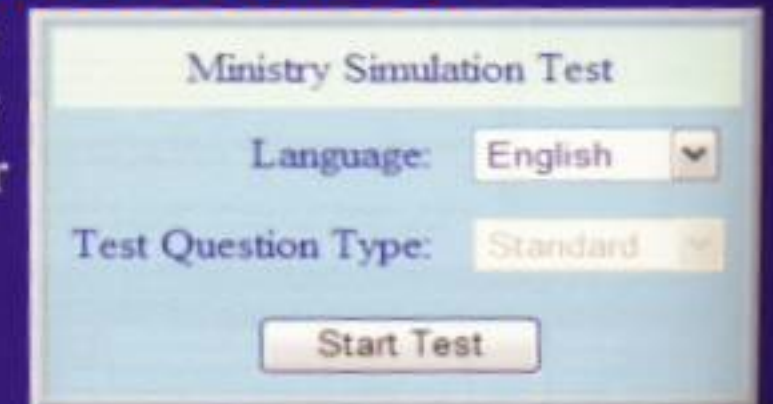 Ministry Simulation Test
Language: English
Test Question Type: Standard
Start Test